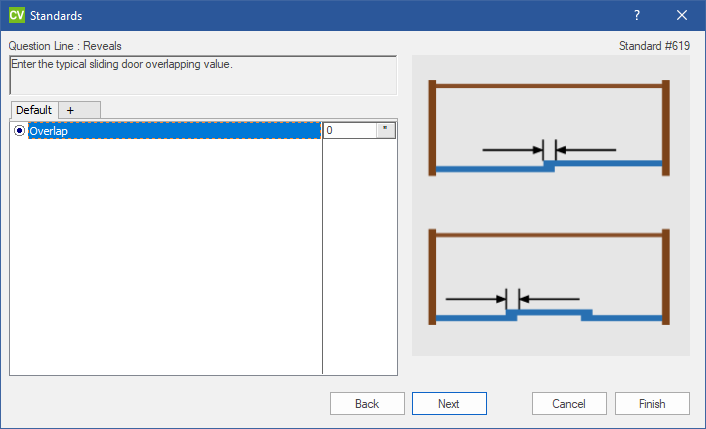 CV Standards ?
Question Line : Reveals Standard #619
Enter the typical sliding door overlapping value.
Default +
Overlap 0 "
Back Next Cancel Finish